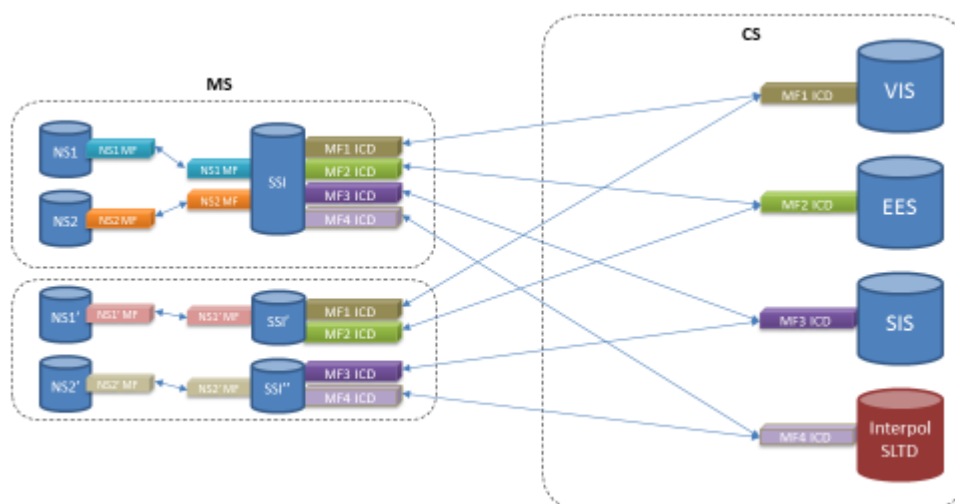 MS
NS1
NS1 MF
NS1 MF
SSI
MF1 ICD
MF2 ICD
MF3 ICD
MF4 ICD
NS2
NS2 MF
NS2 MF
NS1'
NS1' MF
NS1' MF
SSI'
MF1 ICD
MF2 ICD
NS2'
NS2' MF
NS2' MF
SSI''
MF3 ICD
MF4 ICD
CS
MF1 ICD
VIS
MF2 ICD
EES
MF3 ICD
SIS
MF4 ICD
Interpol
SLTD